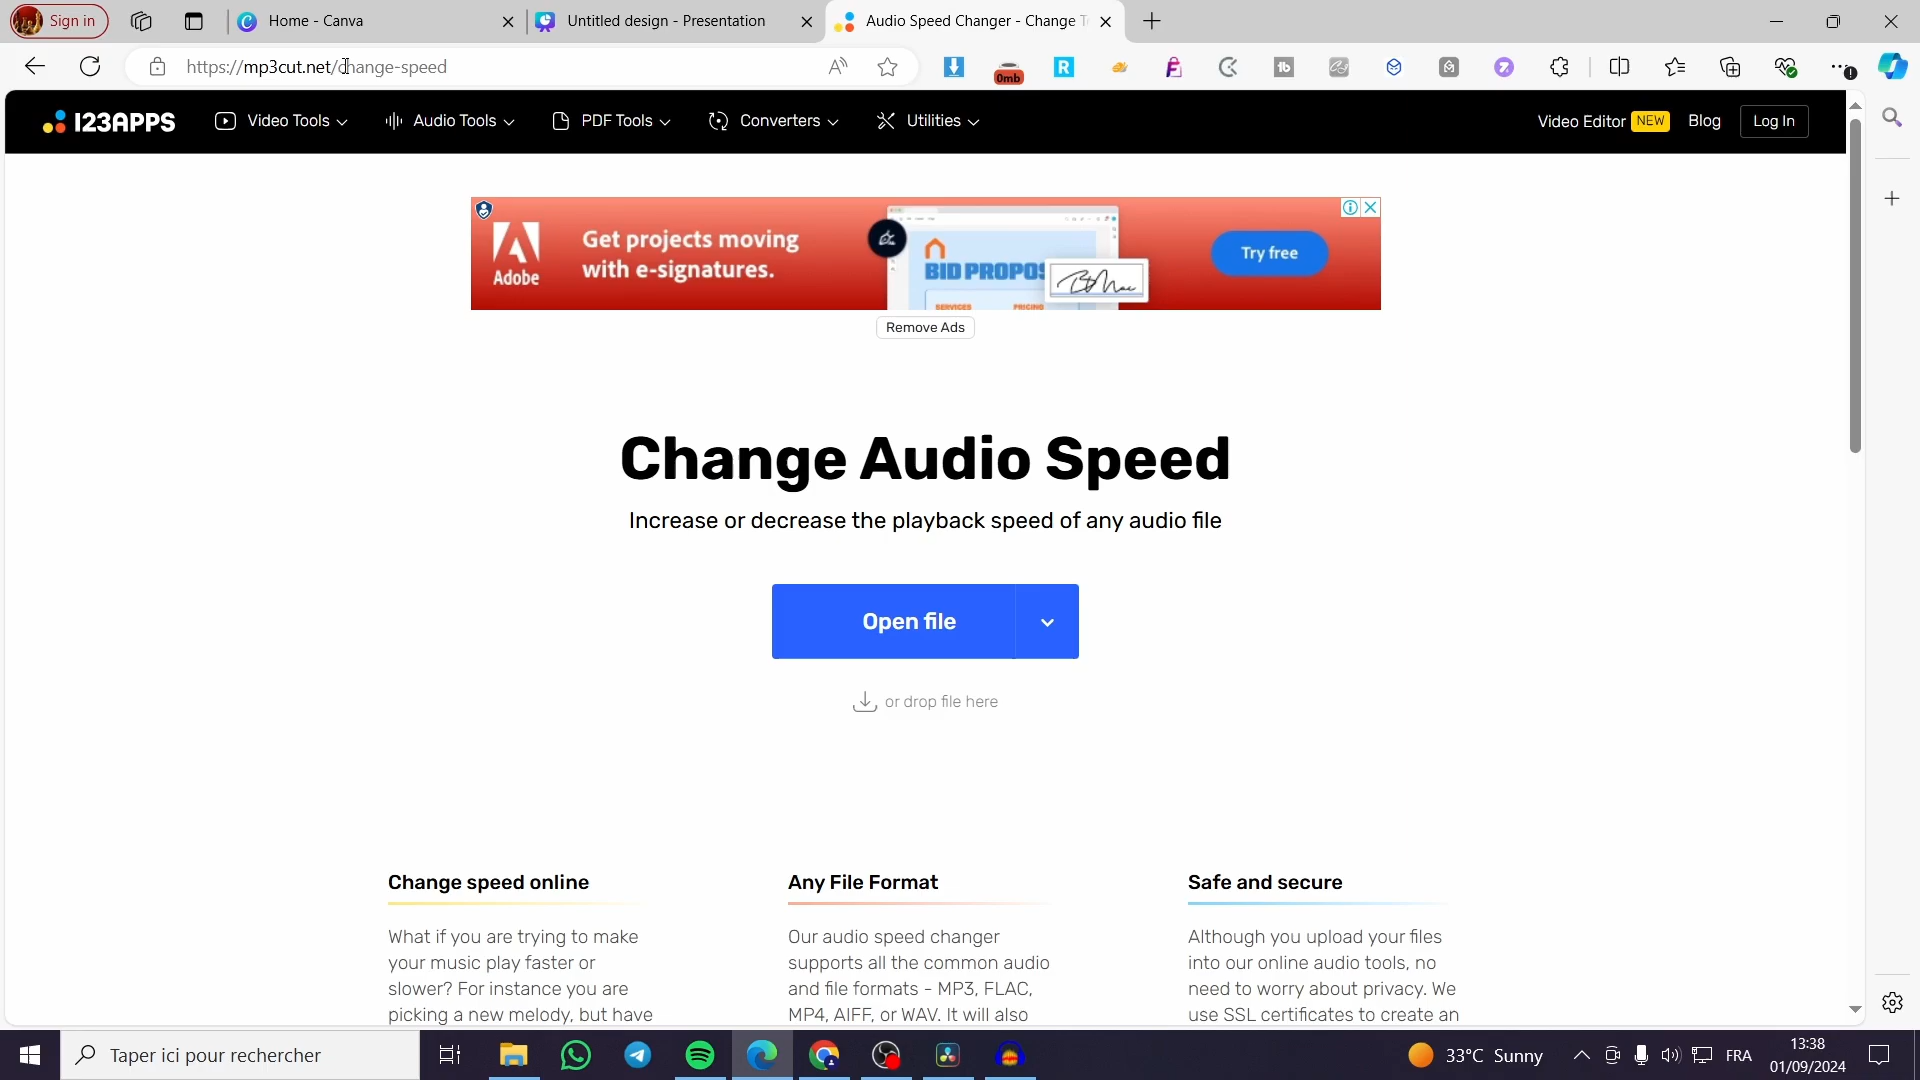 Sign in
Home - Canva
Untitled design - Presentation
Audio Speed Changer - Change T
https://mp3cut.net/change-speed
0mb
123APPS
Video Tools
Audio Tools
PDF Tools
Converters
Utilities
Video Editor NEW
Blog
Log In
Adobe
Get projects moving
with e-signatures.
BID PROPOS
SERVICES
PRICING
Try free
Remove Ads
Change Audio Speed
Increase or decrease the playback speed of any audio file
Open file
or drop file here
Change speed online
What if you are trying to make
your music play faster or
slower? For instance you are
picking a new melody, but have
Any File Format
Our audio speed changer
supports all the common audio
and file formats - MP3, FLAC,
MP4, AIFF, or WAV. It will also
Safe and secure
Although you upload your files
into our online audio tools, no
need to worry about privacy. We
use SSL certificates to create an
Taper ici pour rechercher
33°C Sunny
FRA
13:38
01/09/2024